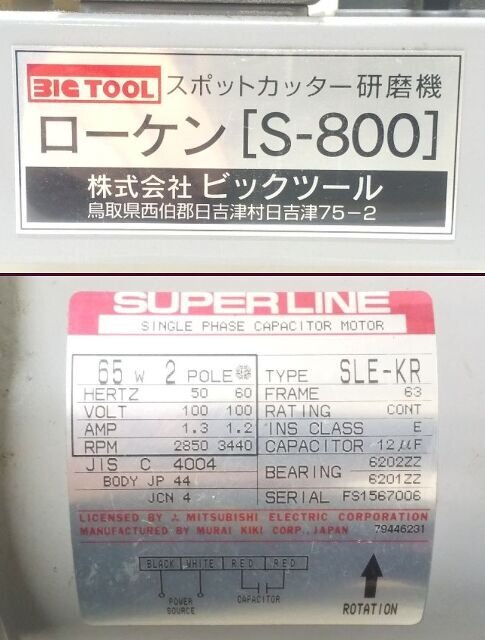 BIG TOOL スポットカッター研磨機
ローケン[S-800]
株式会社 ビックツール
鳥取県西伯郡日吉津村日吉津75-2
SUPER LINE
SINGLE PHASE CAPACITOR MOTOR
65 W 2 POLE TYPE SLE-KR
HERTZ 50 60 FRAME 63
VOLT 100 100 RATING CONT
AMP 1.3 1.2 INS CLASS E
RPM 2850 3440 CAPACITOR 12μF
JIS C 4004 BEARING 6202ZZ
BODY JP 44 6201ZZ
JCN 4 SERIAL FS1567006
LICENSED BY MITSUBISHI ELECTRIC CORPORATION
MANUFACTURED BY MURAI KIKI CORP., JAPAN 79446231
BLACK WHITE RED RED
POWER SOURCE CAPACITOR ROTATION